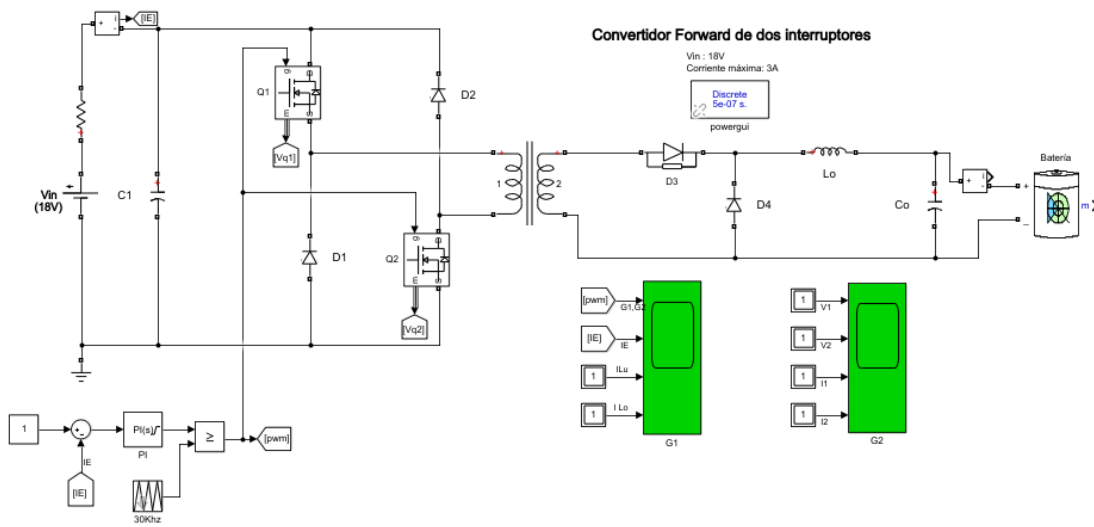 Convertidor Forward de dos interruptores
Vin : 18V
Corriente máxima: 3A
Discrete
5e-07 s.
powergui
+
i
-
[IE]
Vin
(18V)
C1
g
D
Q1
m
S
[Vq1]
D2
D1
g
D
Q2
m
S
[Vq2]
1
2
D3
D4
Lo
Co
+
i
-
Batería
+
_
m
[pwm]
G1,G2
[IE]
IE
1
ILu
1
I Lo
G1
1
V1
1
V2
1
I1
1
I2
G2
1
+
-
IE
[IE]
PI(s)
PI
30Khz
≥
[pwm]